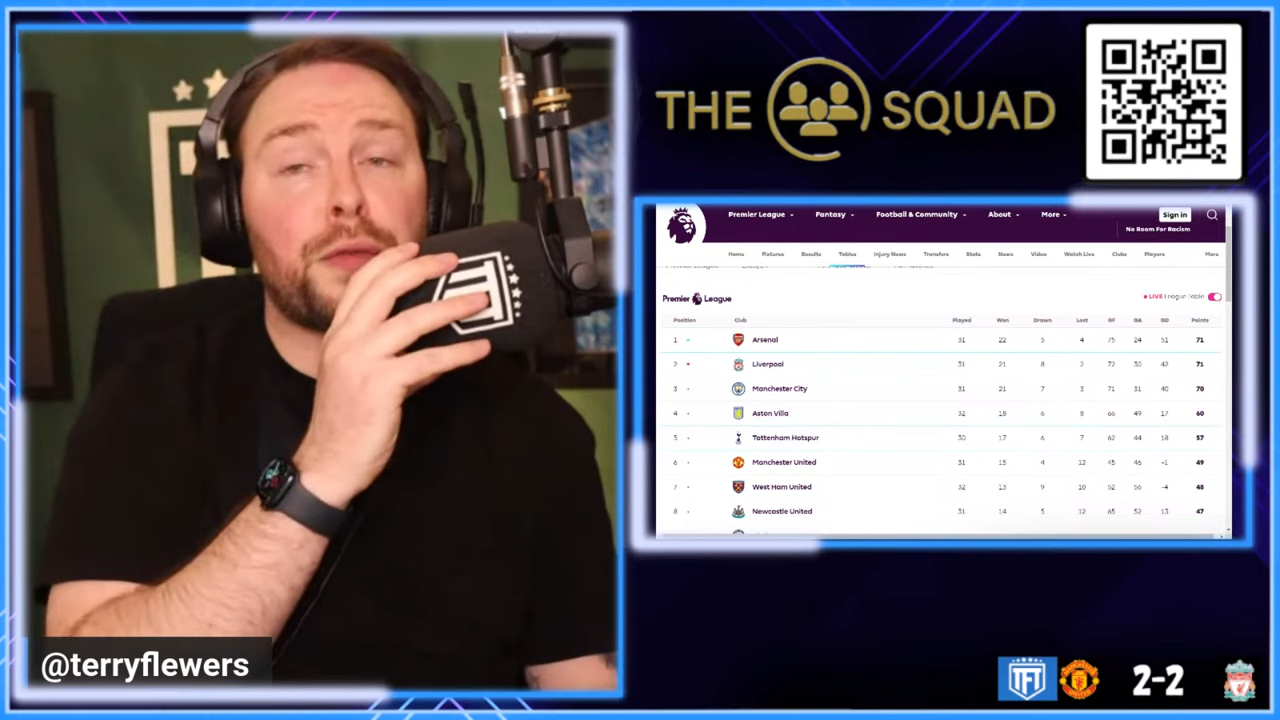 THE SQUAD
Premier League Fantasy Football & Community About More Sign in
No Room For Racism
Home Fixtures Results Tables Injury News Transfers Stats News Video Watch Live Clubs Players More
Premier League
LIVE League Table
Position Club Played Won Drawn Lost GF GA GD Points
1 Arsenal 31 22 5 4 75 24 51 71
2 Liverpool 31 21 8 2 72 30 42 71
3 Manchester City 31 21 7 3 71 31 40 70
4 Aston Villa 32 18 6 8 66 49 17 60
5 Tottenham Hotspur 30 17 6 7 62 44 18 57
6 Manchester United 31 15 4 12 45 46 -1 49
7 West Ham United 32 13 9 10 52 56 -4 48
8 Newcastle United 31 14 5 12 65 52 13 47
@terryflewers
TFT 2-2